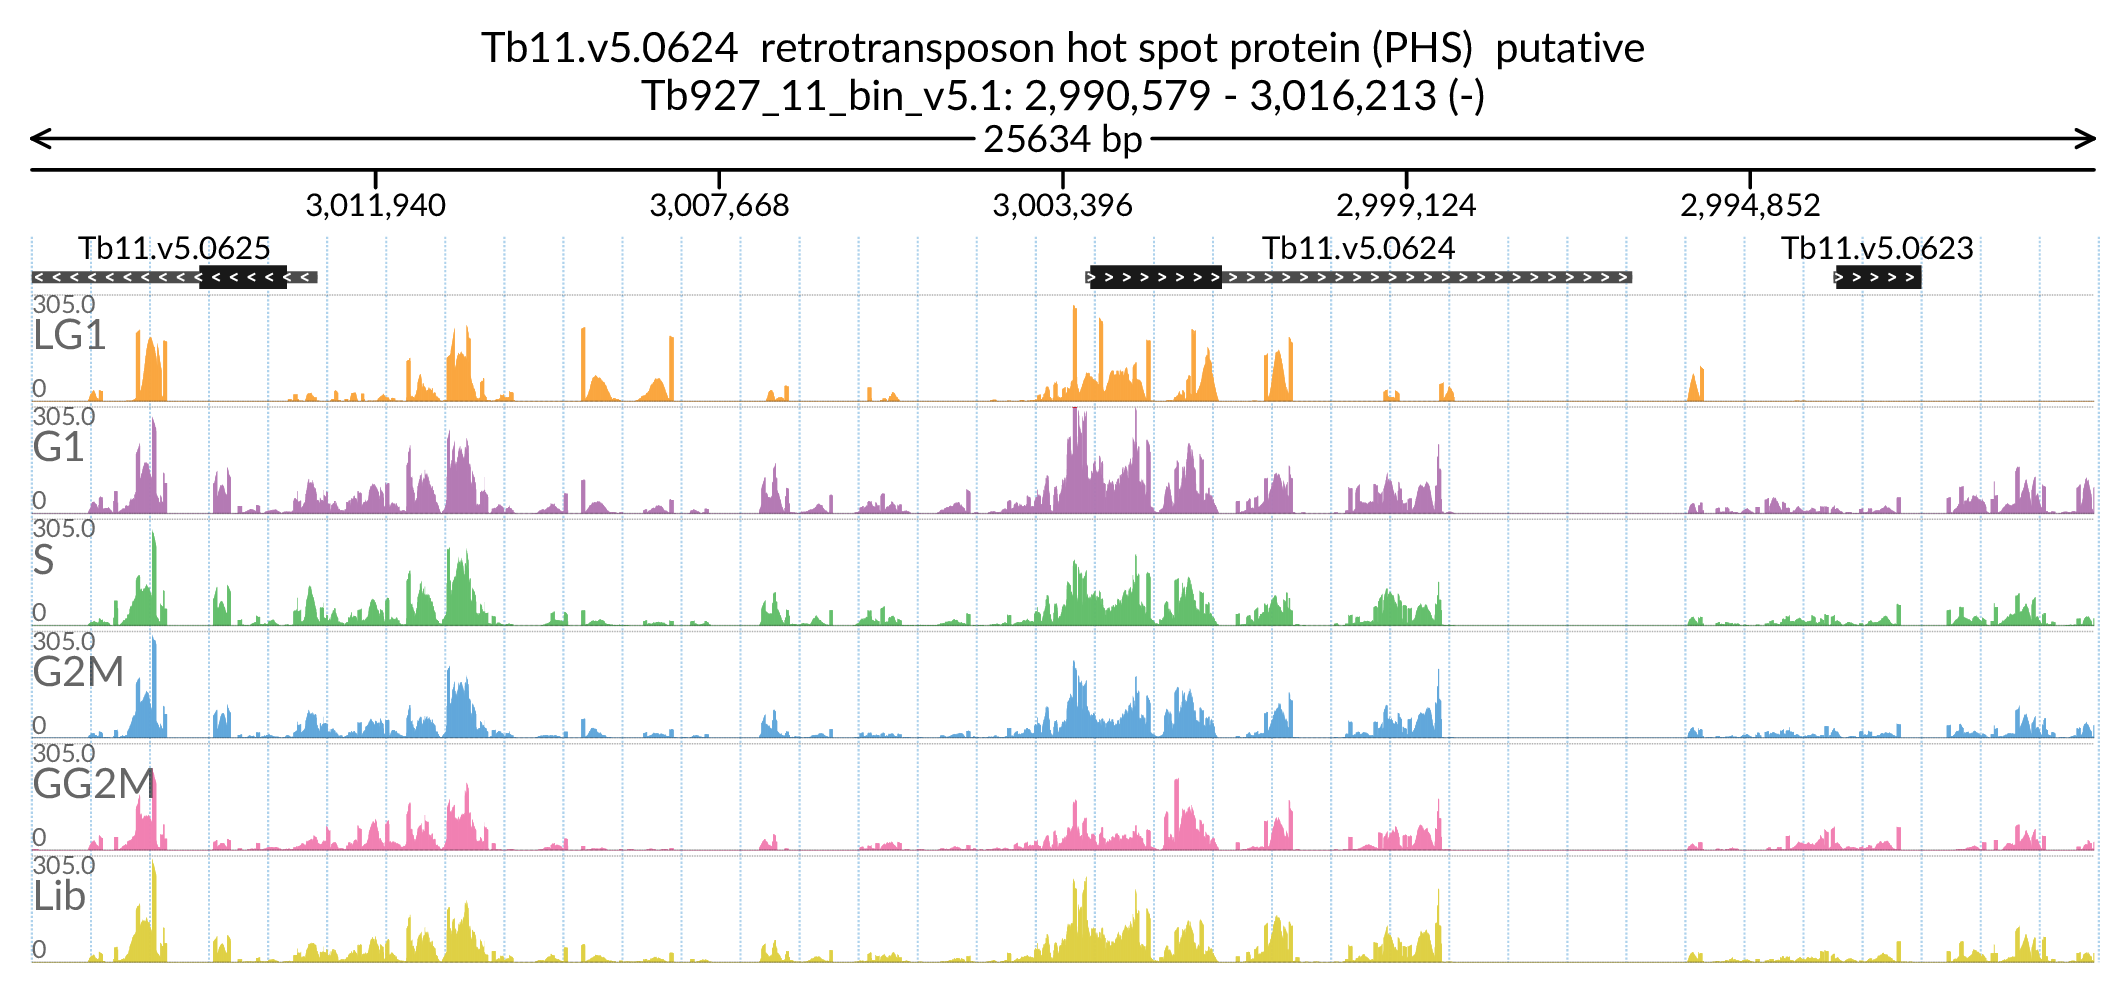 Tb11.v5.0624  retrotransposon hot spot protein (PHS)  putative
Tb927_11_bin_v5.1: 2,990,579 - 3,016,213 (-)
25634 bp
3,011,940 3,007,668 3,003,396 2,999,124 2,994,852
Tb11.v5.0625 Tb11.v5.0624 Tb11.v5.0623
305.0
LG1
0
305.0
G1
0
305.0
S
0
305.0
G2M
0
305.0
GG2M
0
305.0
Lib
0